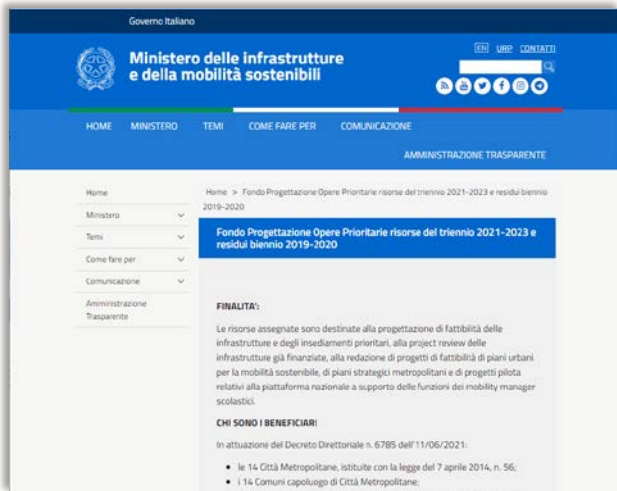 Governo Italiano
EN URP CONTATTI
Ministero delle infrastrutture
e della mobilità sostenibili
HOME MINISTERO TEMI COME FARE PER COMUNICAZIONE
AMMINISTRAZIONE TRASPARENTE
Home
Ministero
Temi
Come fare per
Comunicazione
Amministrazione
Trasparente
Home > Fondo Progettazione Opere Prioritarie risorse del triennio 2021-2023 e residui biennio
2019-2020
Fondo Progettazione Opere Prioritarie risorse del triennio 2021-2023 e
residui biennio 2019-2020
FINALITA':
Le risorse assegnate sono destinate alla progettazione di fattibilità delle
infrastrutture e degli insediamenti prioritari, alla project review delle
infrastrutture già finanziate, alla redazione di progetti di fattibilità di piani urbani
per la mobilità sostenibile, di piani strategici metropolitani e di progetti pilota
relativi alla piattaforma nazionale a supporto delle funzioni dei mobility manager
scolastici.
CHI SONO I BENEFICIARI
In attuazione del Decreto Direttoriale n. 6785 dell'11/06/2021:
• le 14 Città Metropolitane, istituite con la legge del 7 aprile 2014, n. 56;
• i 14 Comuni capoluogo di Città Metropolitane;